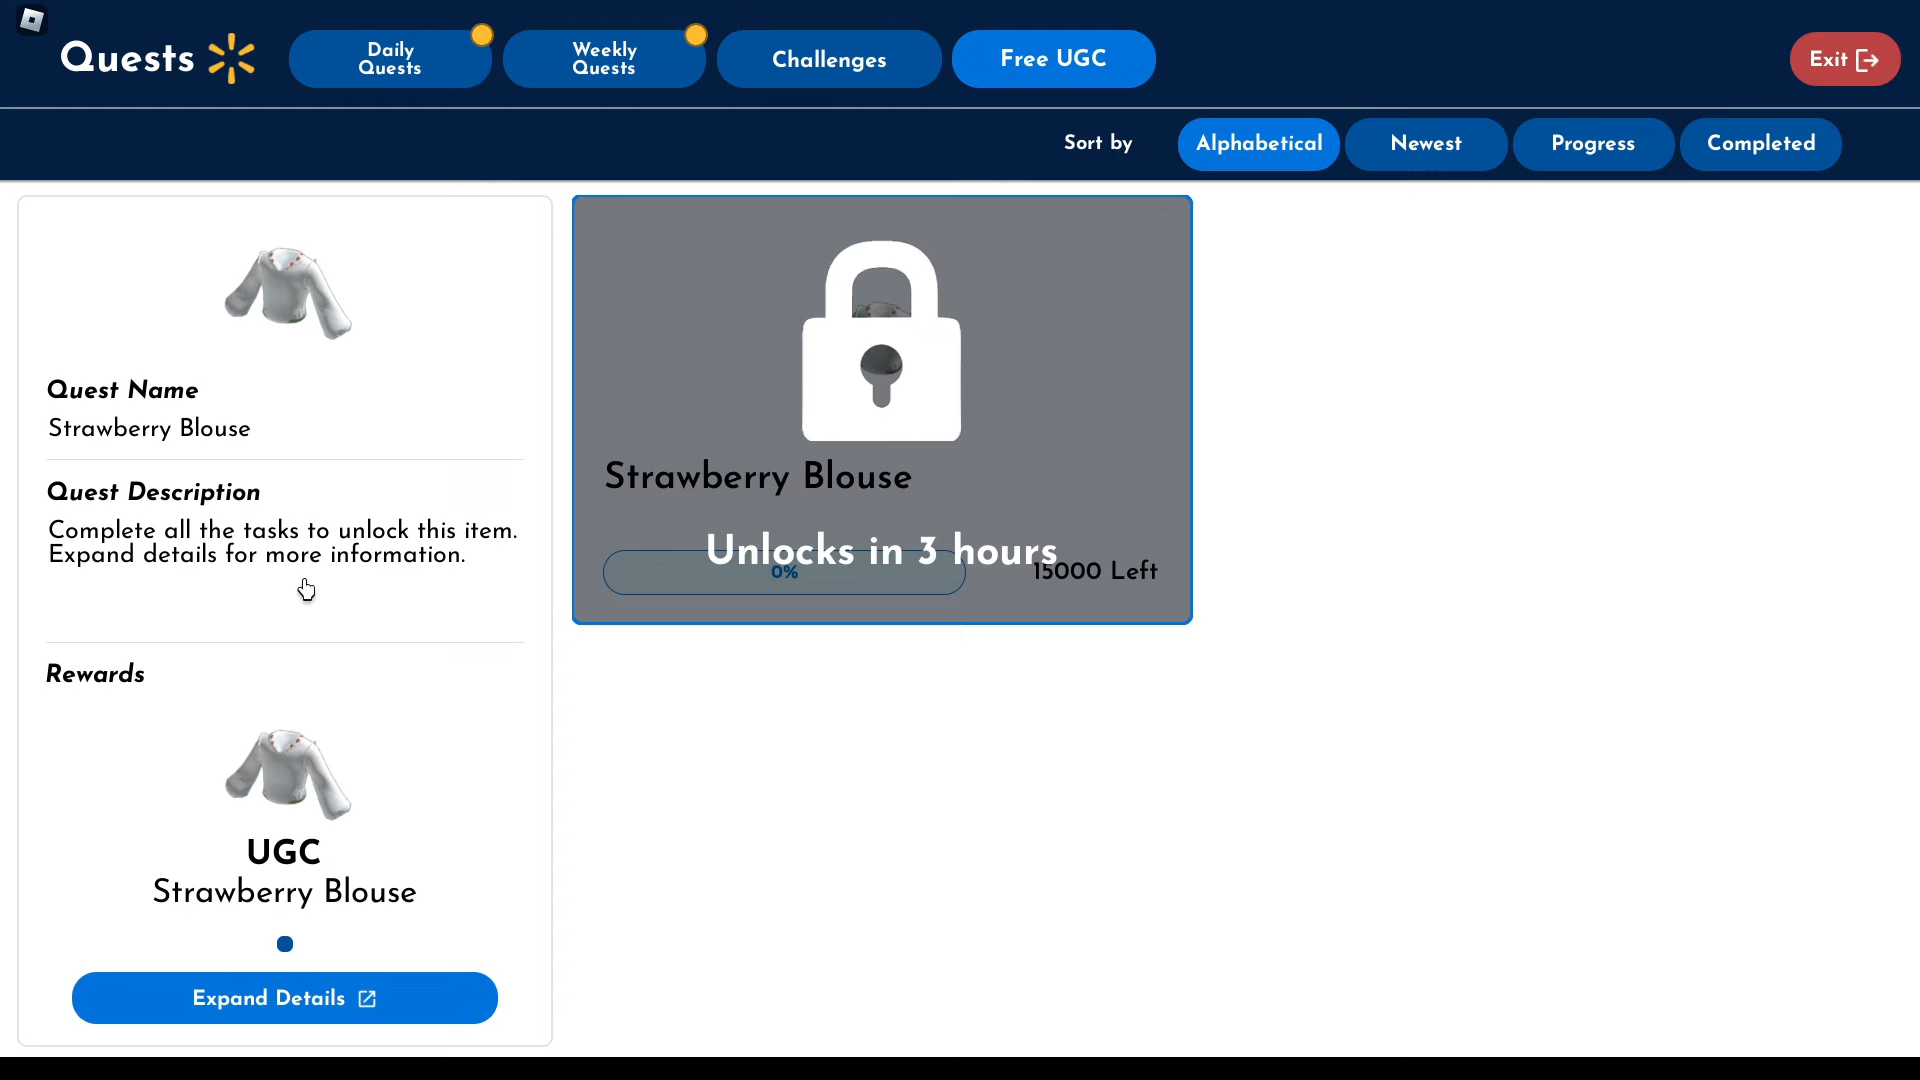 Quests
Daily
Quests
Weekly
Quests
Challenges
Free UGC
Exit
Sort by
Alphabetical
Newest
Progress
Completed
Quest Name
Strawberry Blouse
Quest Description
Complete all the tasks to unlock this item.
Expand details for more information.
Rewards
UGC
Strawberry Blouse
Expand Details
Strawberry Blouse
Unlocks in 3 hours
0%
15000 Left